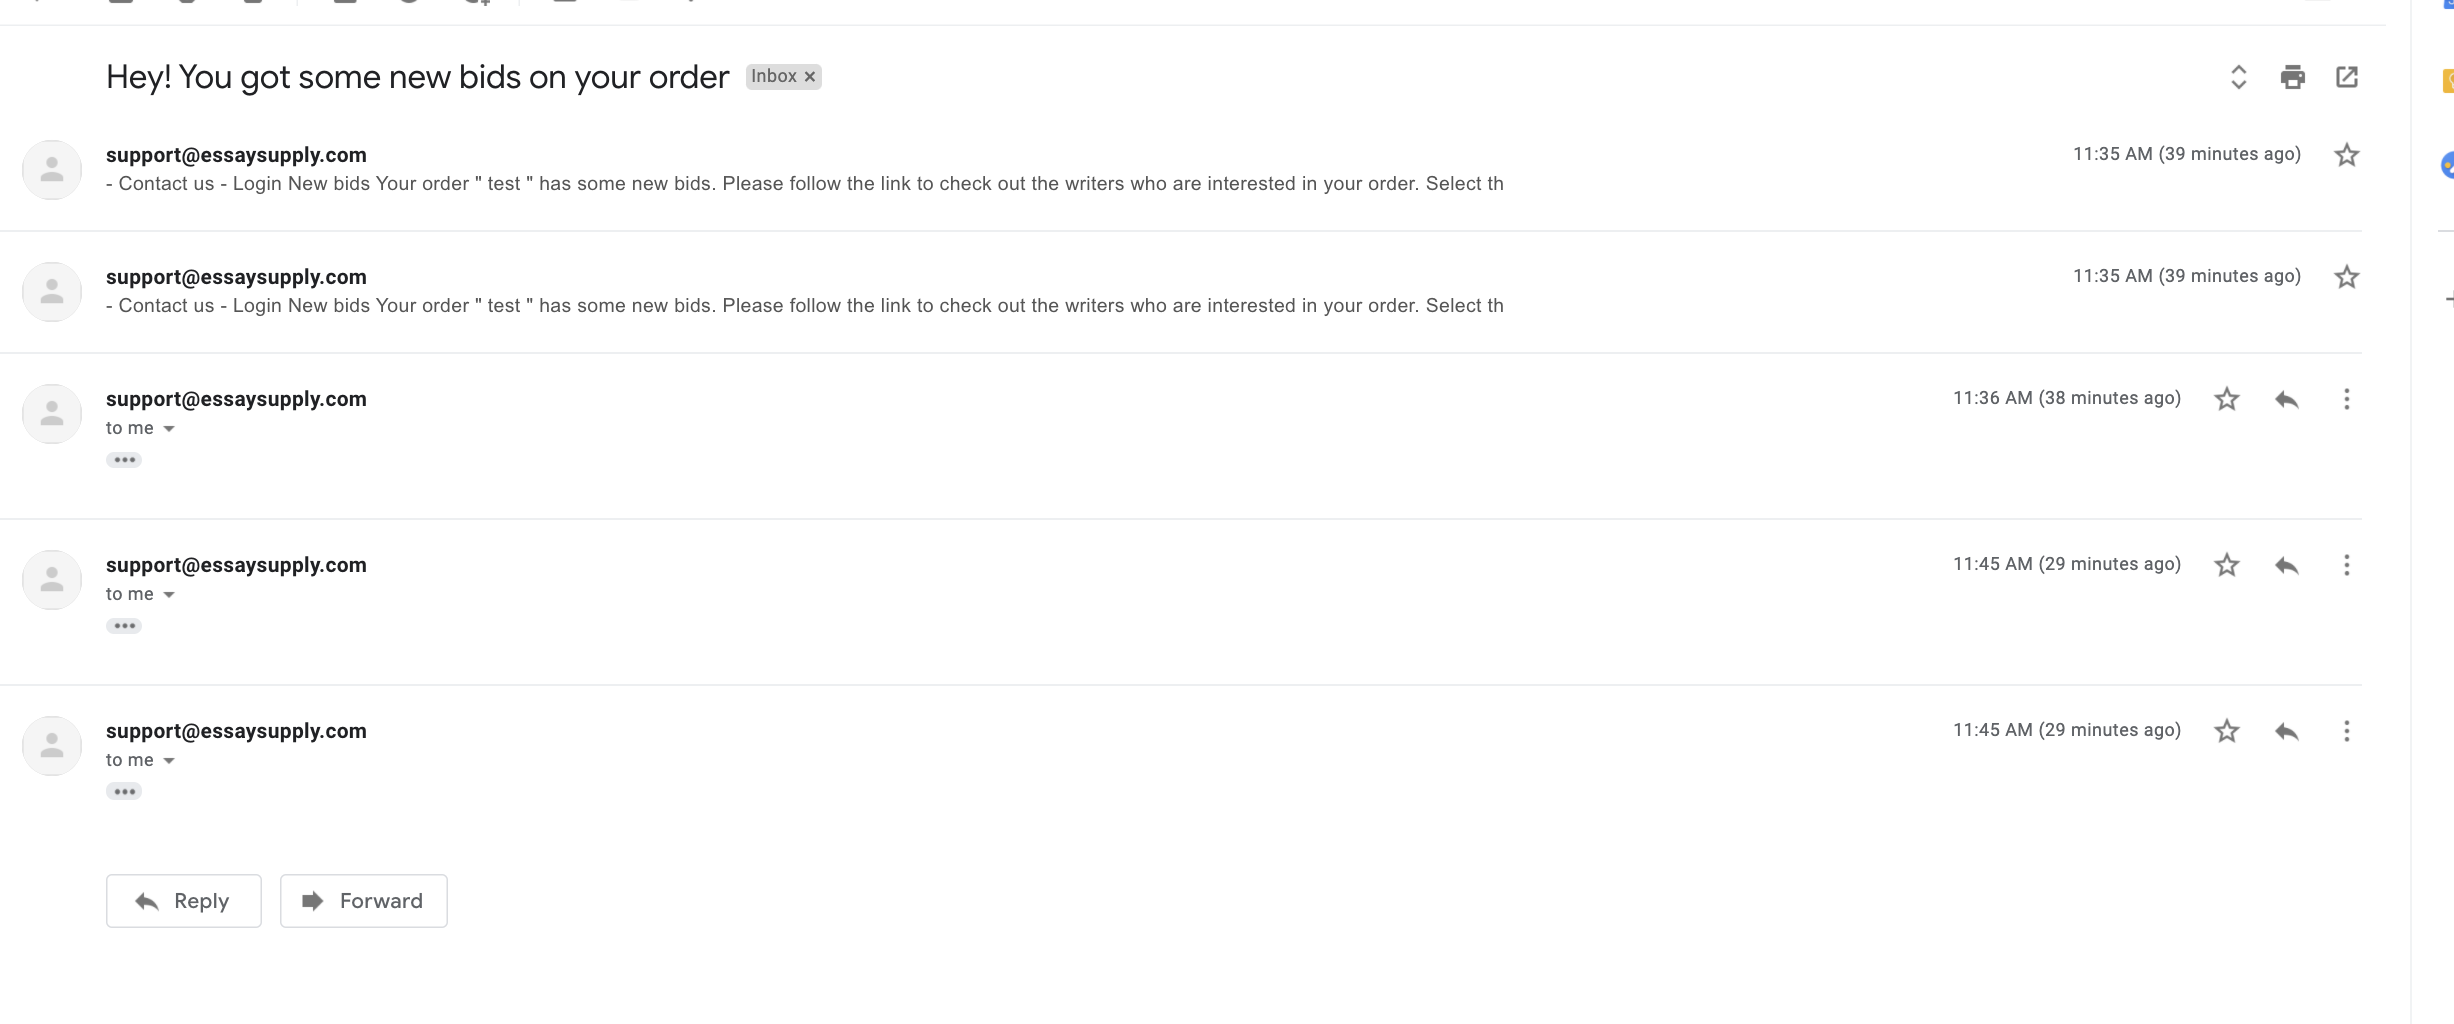 Hey! You got some new bids on your order Inbox ×
support@essaysupply.com 11:35 AM (39 minutes ago)
- Contact us - Login New bids Your order " test " has some new bids. Please follow the link to check out the writers who are interested in your order. Select th
support@essaysupply.com 11:35 AM (39 minutes ago)
- Contact us - Login New bids Your order " test " has some new bids. Please follow the link to check out the writers who are interested in your order. Select th
support@essaysupply.com 11:36 AM (38 minutes ago)
to me
support@essaysupply.com 11:45 AM (29 minutes ago)
to me
support@essaysupply.com 11:45 AM (29 minutes ago)
to me
Reply Forward